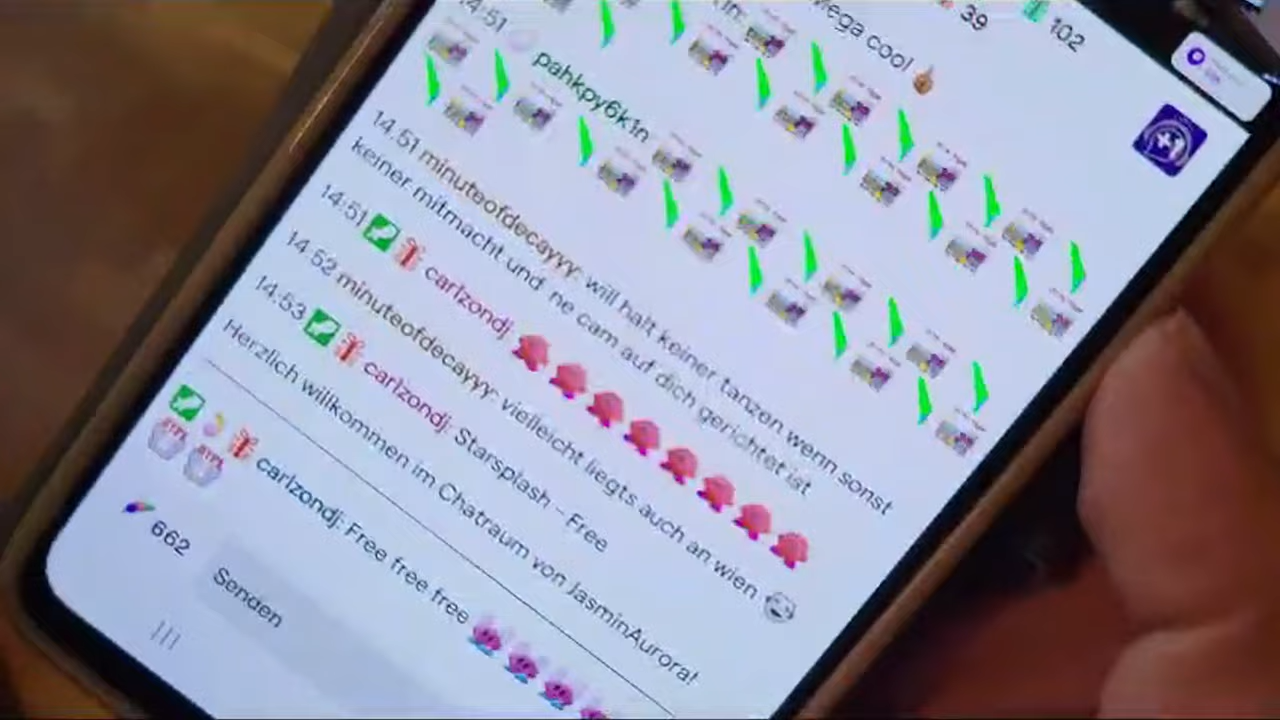 mega cool
39
102
14:51
pahkpy6k1n
14:51 minuteofdecayyy: will halt keiner tanzen wenn sonst
keiner mitmacht und ne cam auf dich gerichtet ist
14:51 carlzondj
14:52 minuteofdecayyy: vielleicht liegts auch an wien
14:53 carlzondj: Starsplash - Free
Herzlich willkommen im Chatraum von JasminAurora!
carlzondj: Free free free
662
Senden